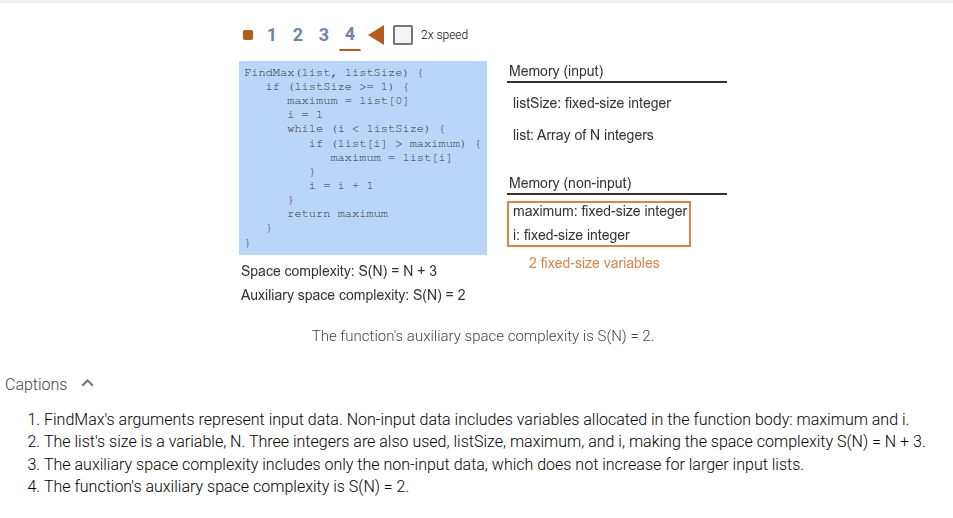 1 2 3 4 2x speed
FindMax(list, listSize) {
if (listSize >= 1) {
maximum = list[0]
i = 1
while (i < listSize) {
if (list[i] > maximum) {
maximum = list[i]
}
i = i + 1
}
return maximum
}
}
Space complexity: S(N) = N + 3
Auxiliary space complexity: S(N) = 2
Memory (input)
listSize: fixed-size integer
list: Array of N integers
Memory (non-input)
maximum: fixed-size integer
i: fixed-size integer
2 fixed-size variables
The function's auxiliary space complexity is S(N) = 2.
Captions
1. FindMax's arguments represent input data. Non-input data includes variables allocated in the function body: maximum and i.
2. The list's size is a variable, N. Three integers are also used, listSize, maximum, and i, making the space complexity S(N) = N + 3.
3. The auxiliary space complexity includes only the non-input data, which does not increase for larger input lists.
4. The function's auxiliary space complexity is S(N) = 2.